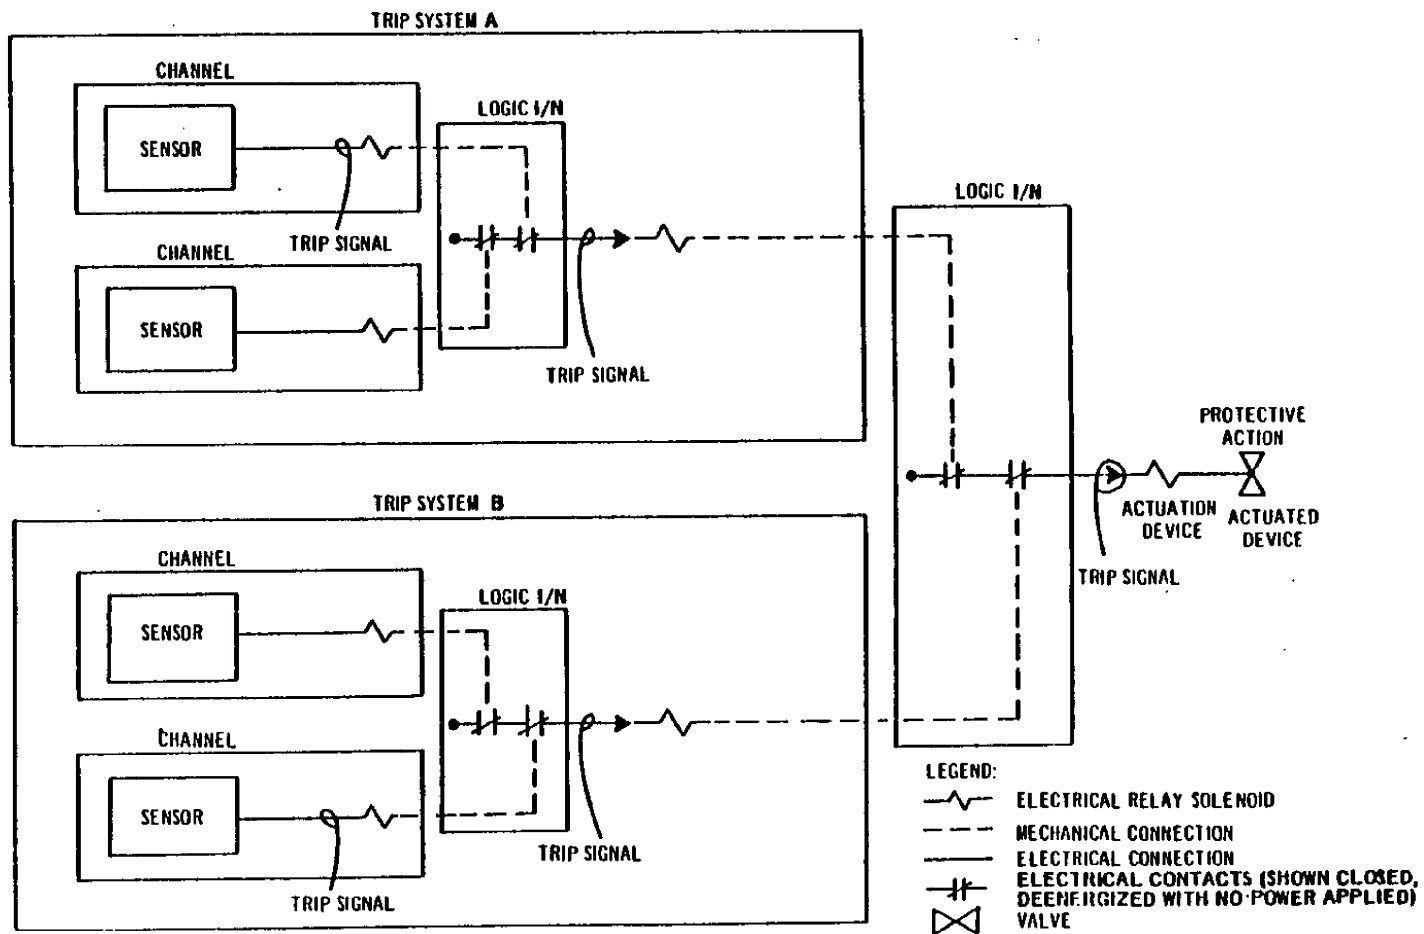 TRIP SYSTEM A
CHANNEL
SENSOR
TRIP SIGNAL
LOGIC 1/N
CHANNEL
SENSOR
TRIP SIGNAL
LOGIC 1/N
PROTECTIVE
ACTION
ACTUATION
DEVICE
ACTUATED
DEVICE
TRIP SIGNAL
TRIP SYSTEM B
CHANNEL
SENSOR
LOGIC 1/N
CHANNEL
SENSOR
TRIP SIGNAL
TRIP SIGNAL
LEGEND:
ELECTRICAL RELAY SOLENOID
MECHANICAL CONNECTION
ELECTRICAL CONNECTION
ELECTRICAL CONTACTS (SHOWN CLOSED,
DEENERGIZED WITH NO POWER APPLIED)
VALVE